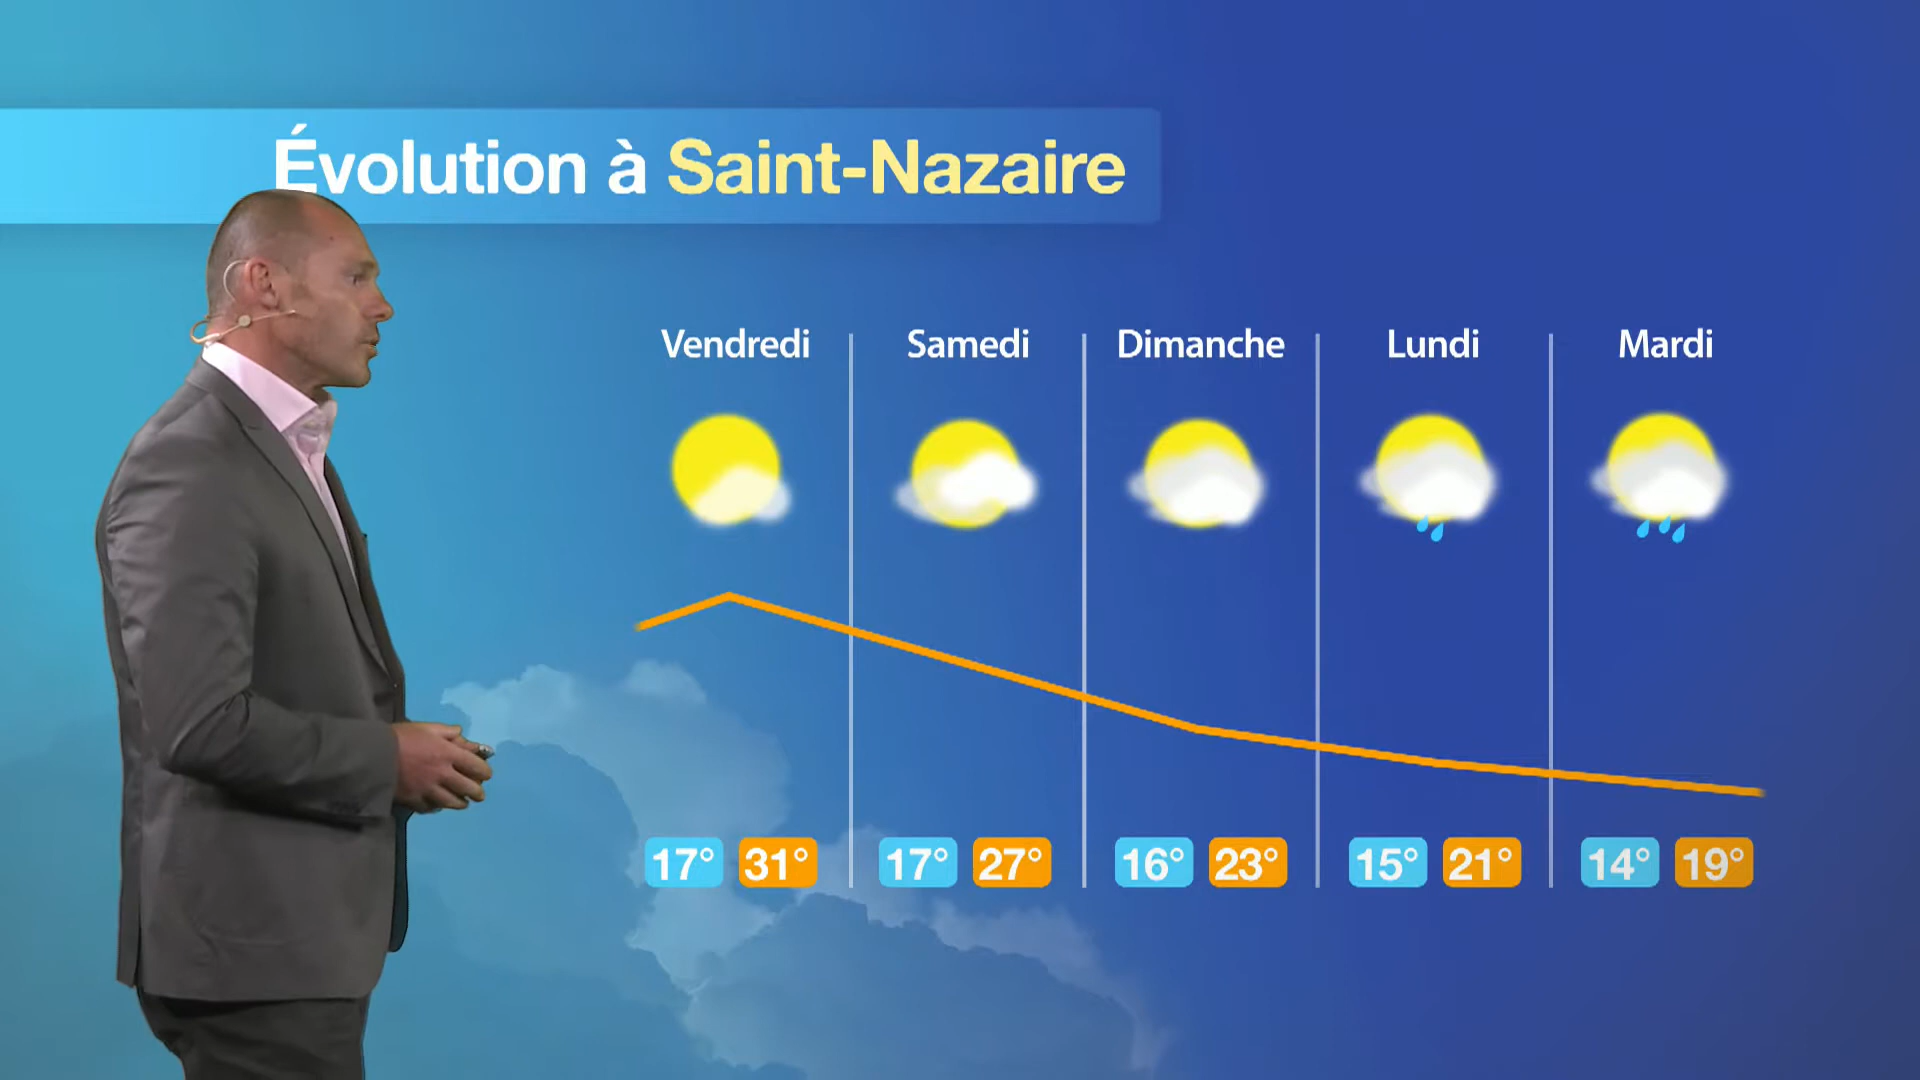 Évolution à Saint-Nazaire
Vendredi Samedi Dimanche Lundi Mardi
17° 31° 17° 27° 16° 23° 15° 21° 14° 19°